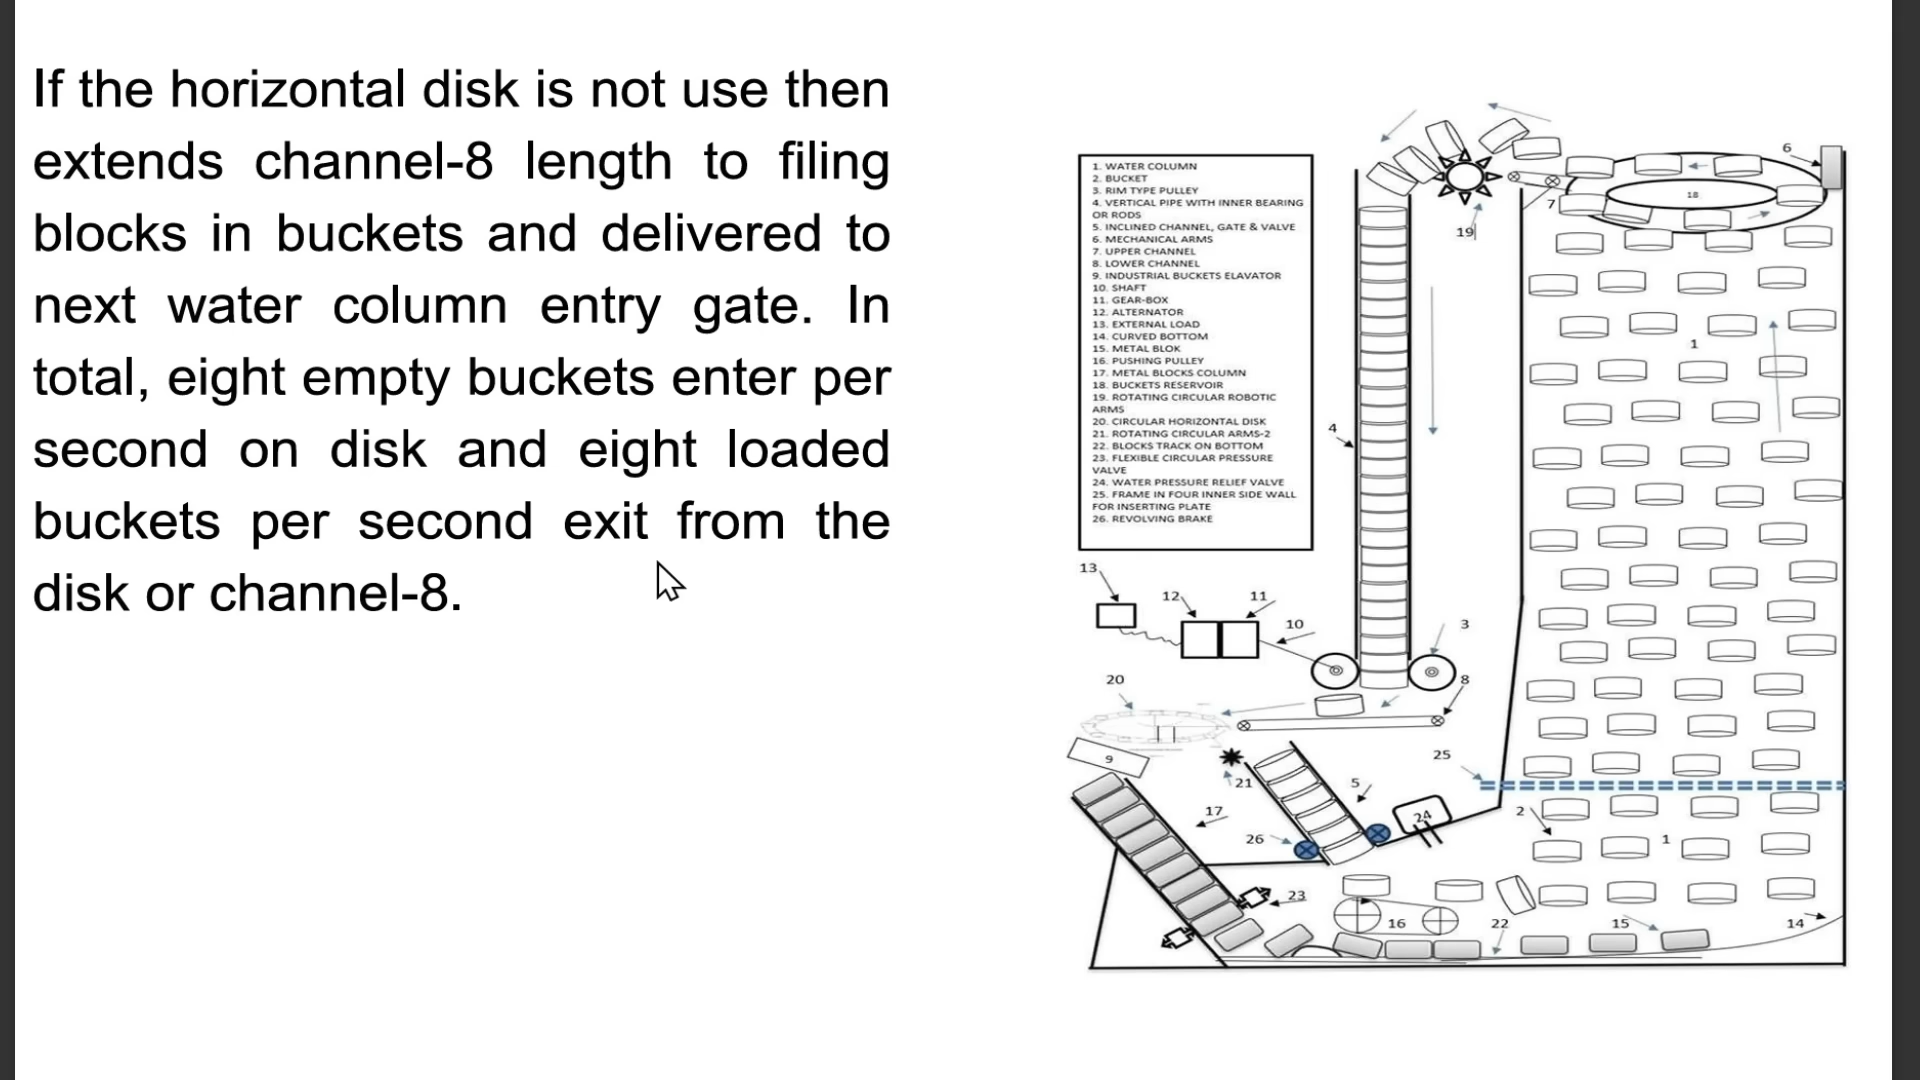 If the horizontal disk is not use then
extends channel-8 length to filing
blocks in buckets and delivered to
next water column entry gate. In
total, eight empty buckets enter per
second on disk and eight loaded
buckets per second exit from the
disk or channel-8.
1. WATER COLUMN
2. BUCKET
3. RIM TYPE PULLEY
4. VERTICAL PIPE WITH INNER BEARING
OR RODS
5. INCLINED CHANNEL, GATE & VALVE
6. MECHANICAL ARMS
7. UPPER CHANNEL
8. LOWER CHANNEL
9. INDUSTRIAL BUCKETS ELAVATOR
10. SHAFT
11. GEAR-BOX
12. ALTERNATOR
13. EXTERNAL LOAD
14. CURVED BOTTOM
15. METAL BLOK
16. PUSHING PULLEY
17. METAL BLOCKS COLUMN
18. BUCKETS RESERVOIR
19. ROTATING CIRCULAR ROBOTIC
ARMS
20. CIRCULAR HORIZONTAL DISK
21. ROTATING CIRCULAR ARMS-2
22. BLOCKS TRACK ON BOTTOM
23. FLEXIBLE CIRCULAR PRESSURE
VALVE
24. WATER PRESSURE RELIEF VALVE
25. FRAME IN FOUR INNER SIDE WALL
FOR INSERTING PLATE
26. REVOLVING BRAKE
6
18
7
19
1
4
13
12
11
10
3
20
8
25
9
21
5
17
24
2
26
1
23
16
22
15
14